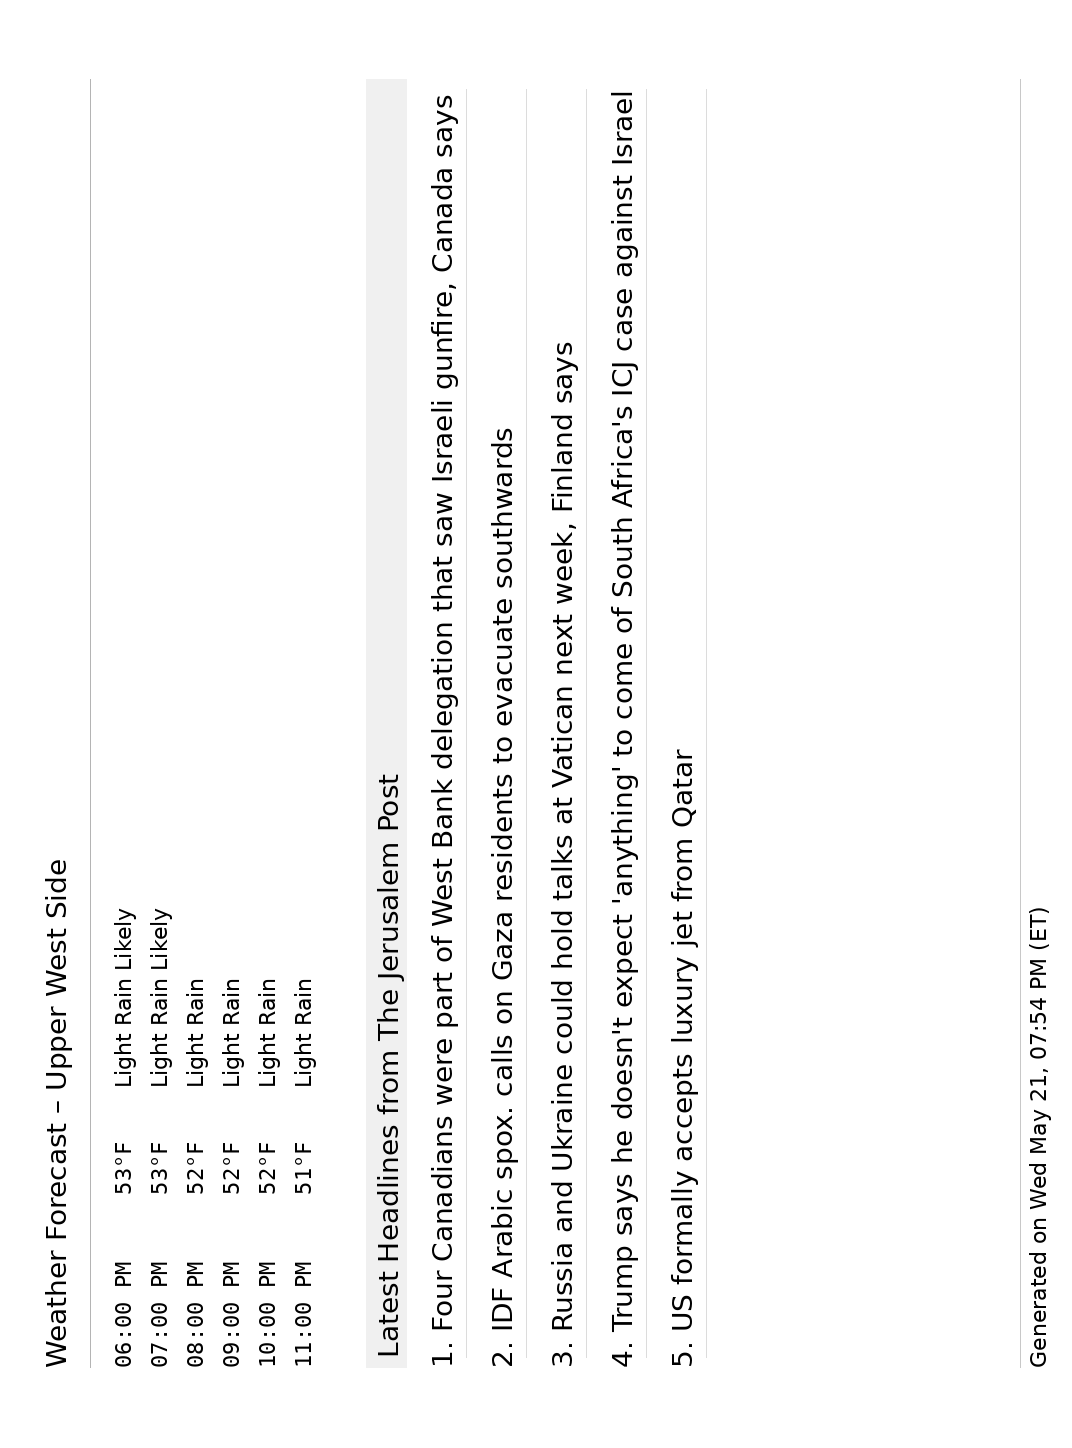 Weather Forecast – Upper West Side
06:00 PM 53°F Light Rain Likely
07:00 PM 53°F Light Rain Likely
08:00 PM 52°F Light Rain
09:00 PM 52°F Light Rain
10:00 PM 52°F Light Rain
11:00 PM 51°F Light Rain
Latest Headlines from The Jerusalem Post
1. Four Canadians were part of West Bank delegation that saw Israeli gunfire, Canada says
2. IDF Arabic spox. calls on Gaza residents to evacuate southwards
3. Russia and Ukraine could hold talks at Vatican next week, Finland says
4. Trump says he doesn't expect 'anything' to come of South Africa's ICJ case against Israel
5. US formally accepts luxury jet from Qatar
Generated on Wed May 21, 07:54 PM (ET)